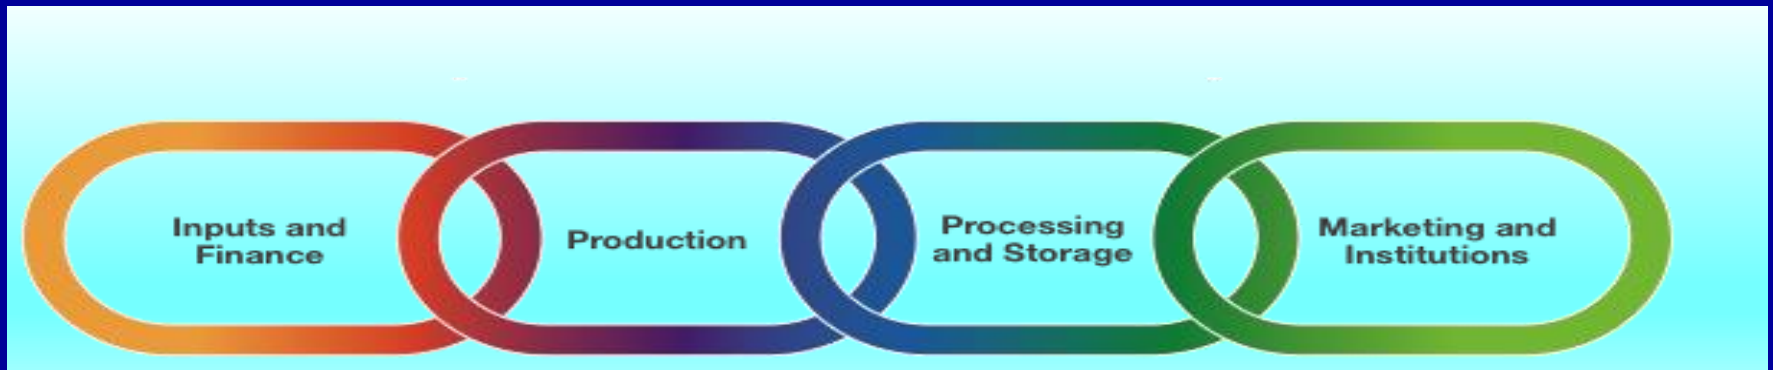 Inputs and
Finance
Production
Processing
and Storage
Marketing and
Institutions